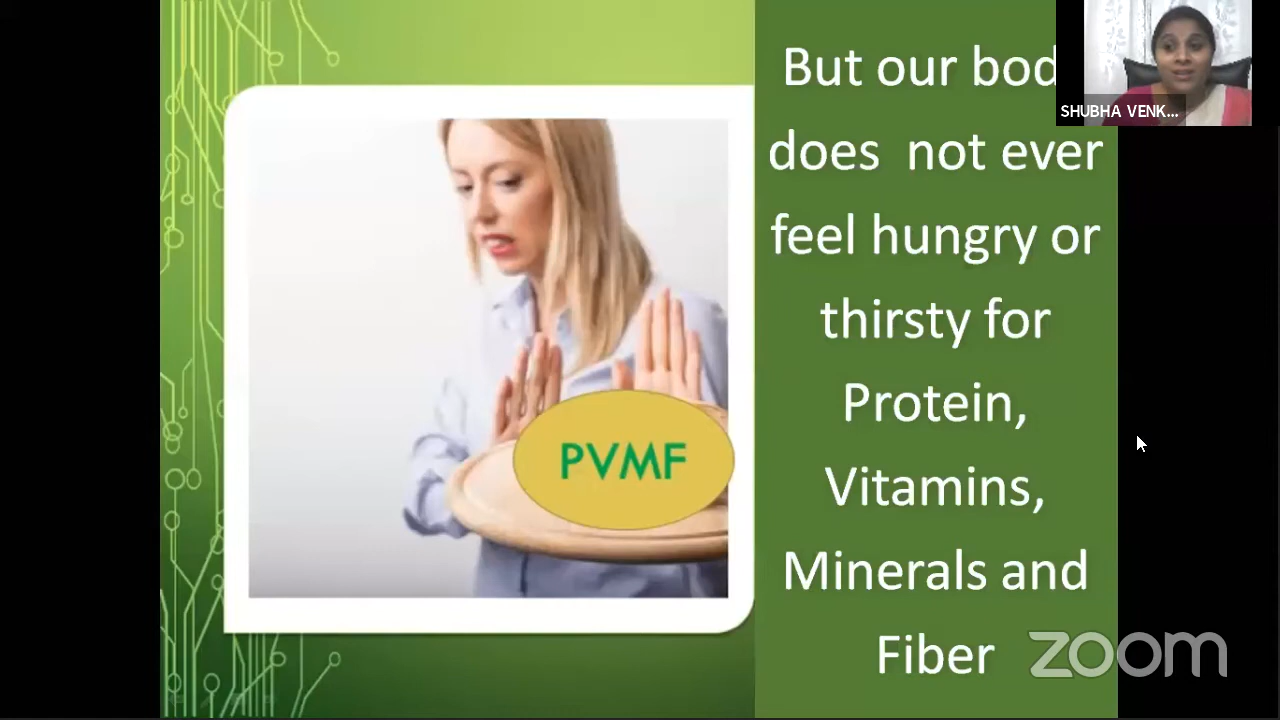 But our bod
does not ever
feel hungry or
thirsty for
Protein,
Vitamins,
Minerals and
Fiber
PVMF
SHUBHA VENK...
zoom